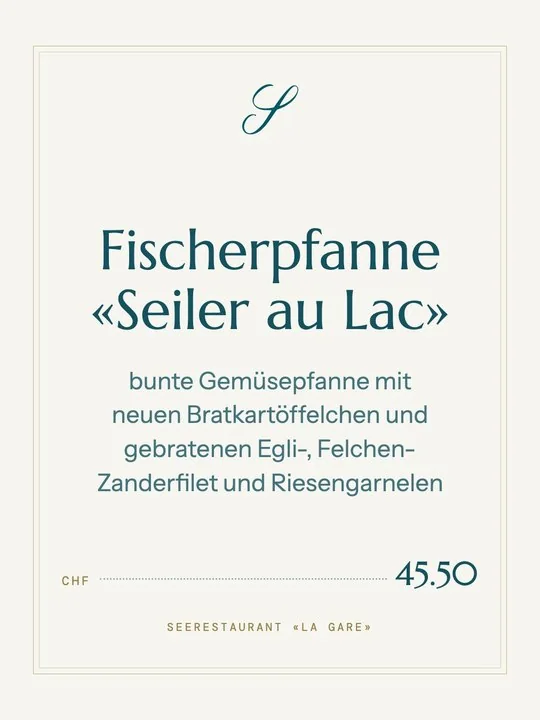 S
Fischerpfanne
«Seiler au Lac»
bunte Gemüsepfanne mit
neuen Bratkartöffelchen und
gebratenen Egli-, Felchen-
Zanderfilet und Riesengarnelen
CHF 45.50
SEERESTAURANT «LA GARE»